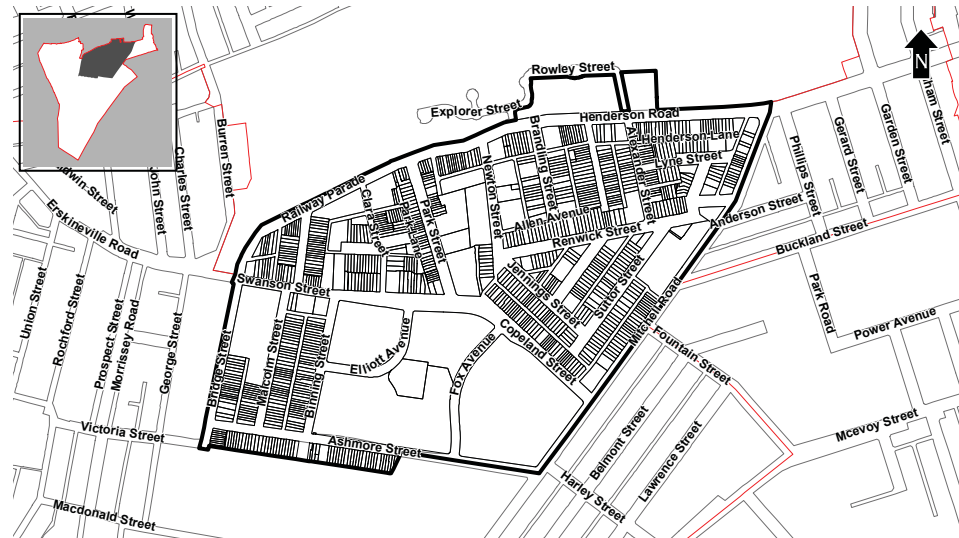 Rowley Street
Explorer Street
Henderson Road
N
Henderson Lane
Lyne Street
Alexander Street
Brandling Street
Newton Street
Phillips Street
Gerard Street
Garden Street
Burren Street
Charles Street
John Street
Erskineville Road
Railway Parade
Clara Street
Park Lane
Park Street
Allen Avenue
Renwick Street
Anderson Street
Buckland Street
Park Road
Power Avenue
Swanson Street
Jennings Street
Suttor Street
Copeland Street
Mitchell Road
Fountain Street
Union Street
Rochford Street
Prospect Street
Morrissey Road
George Street
Bridge Street
Malcolm Street
Binning Street
Elliott Avenue
Fox Avenue
Victoria Street
Ashmore Street
Belmont Street
Lawrence Street
Mcevoy Street
Harley Street
Macdonald Street